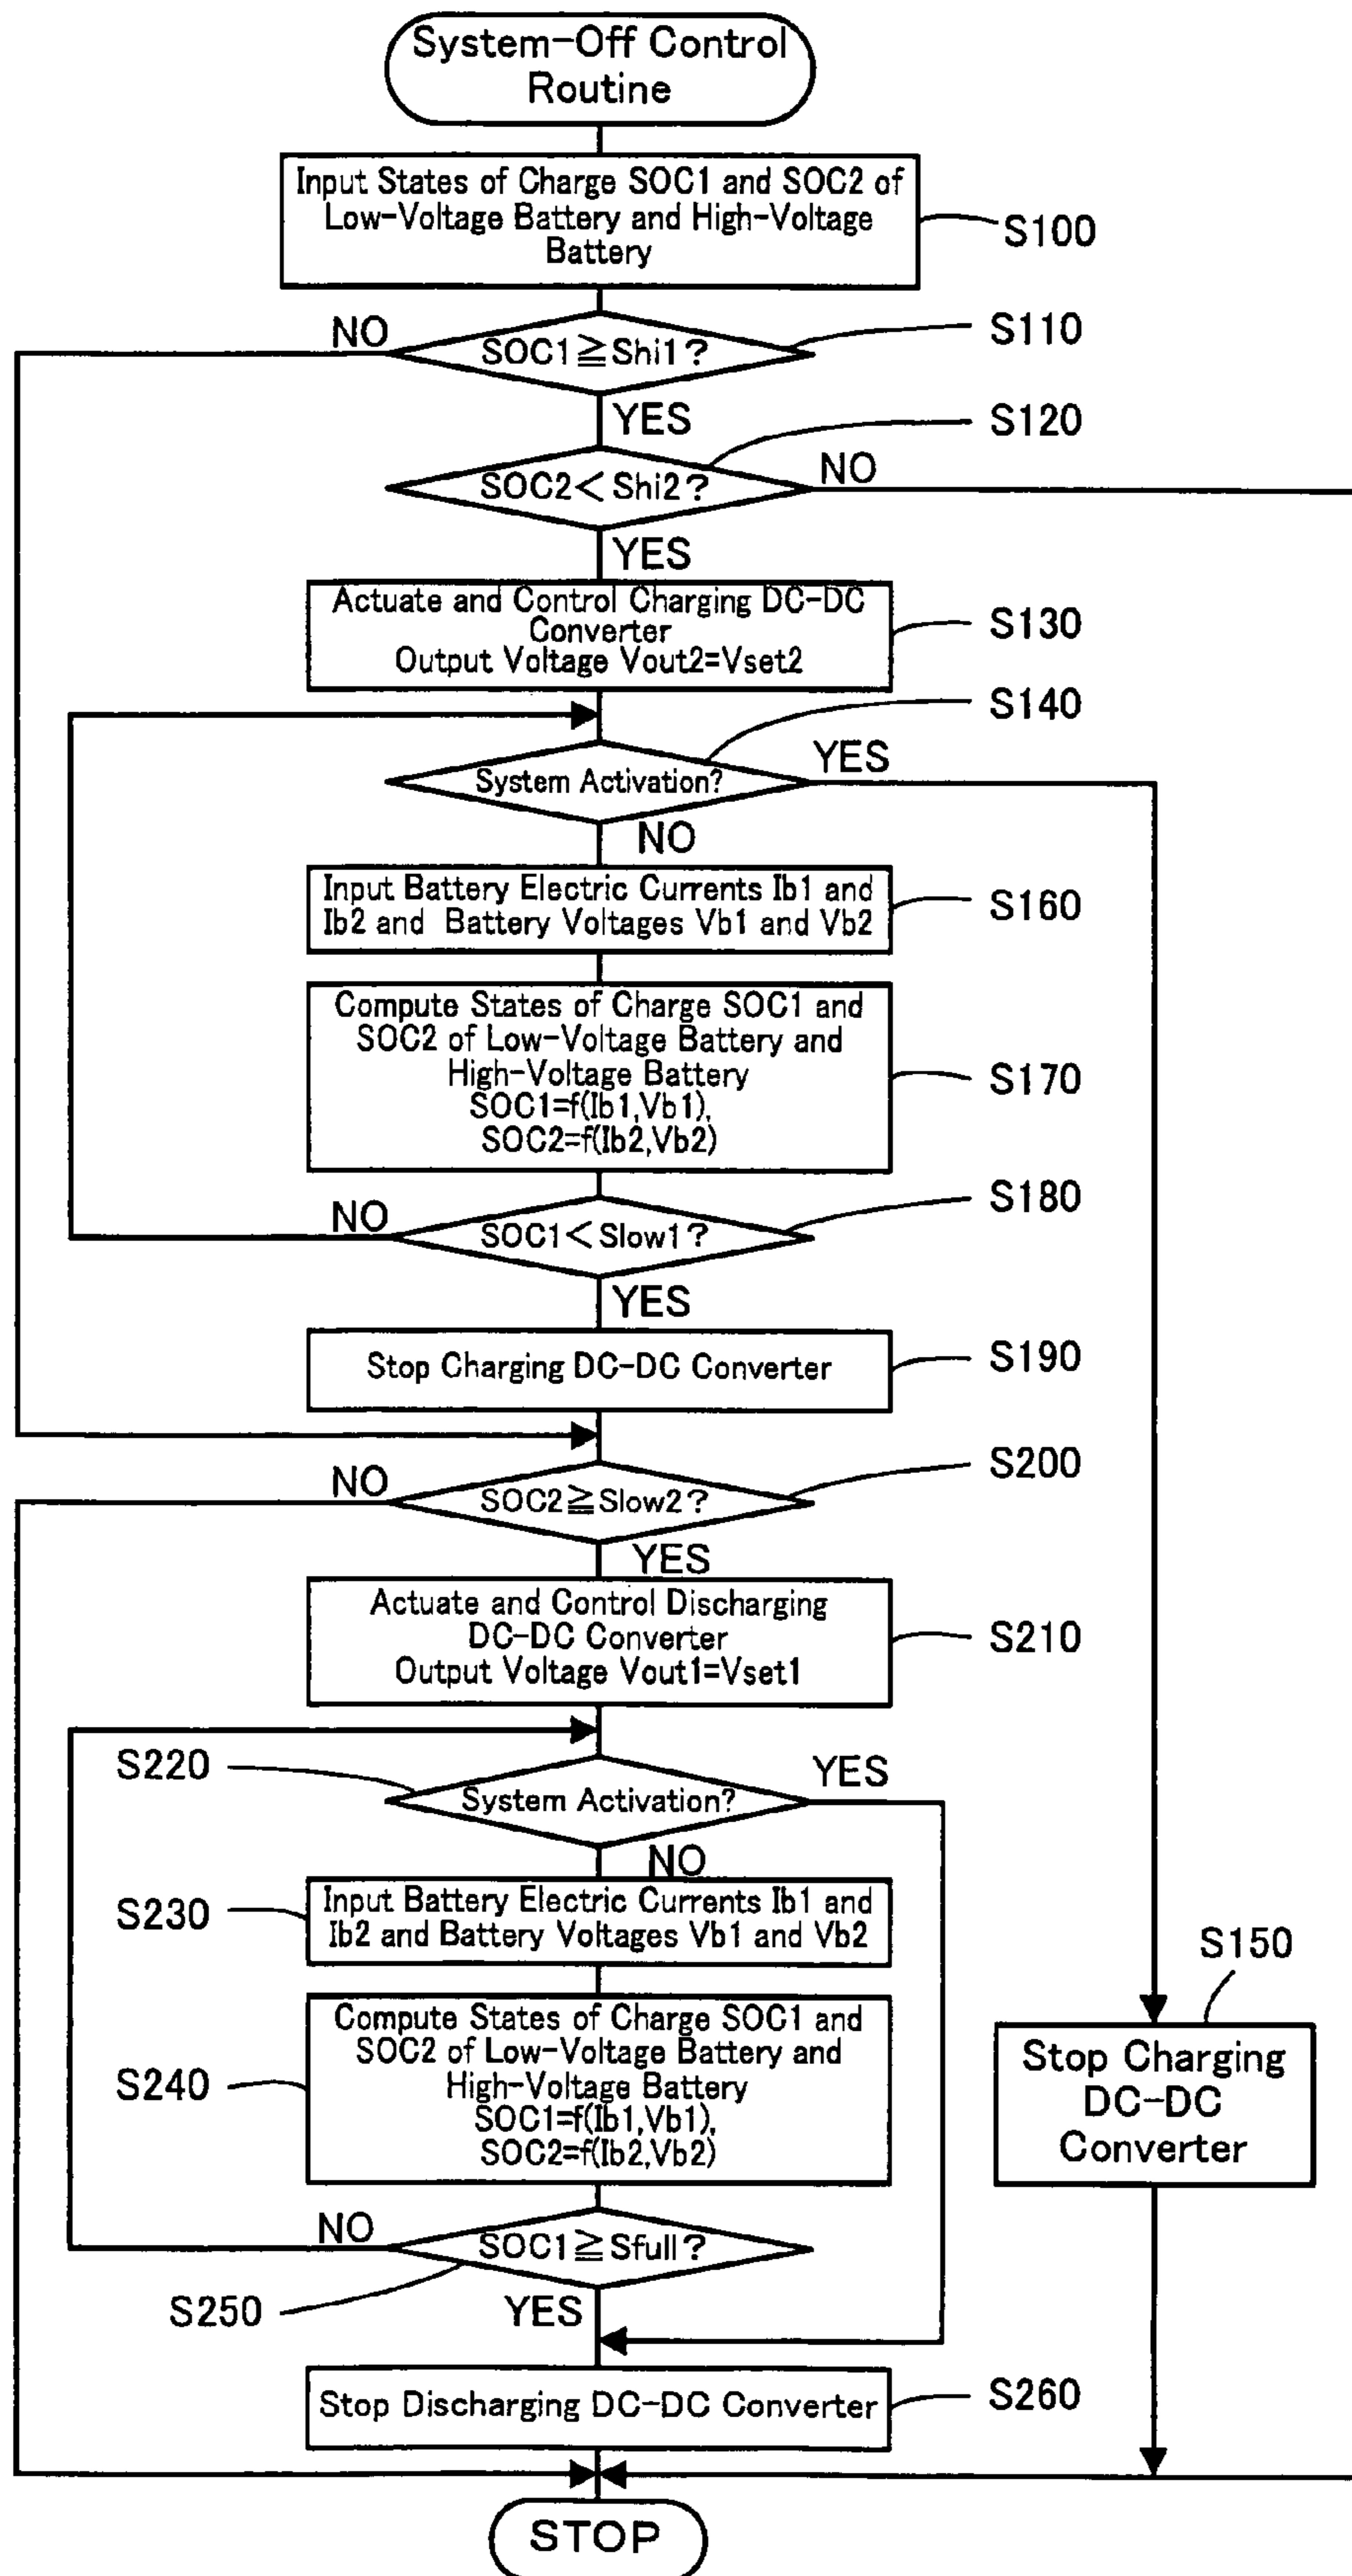 System-Off Control
Routine
Input States of Charge SOC1 and SOC2 of
Low-Voltage Battery and High-Voltage
Battery
S100
NO
SOC1≧Shi1?
S110
YES
S120
SOC2<Shi2?
NO
YES
Actuate and Control Charging DC-DC
Converter
Output Voltage Vout2=Vset2
S130
S140
System Activation?
YES
NO
Input Battery Electric Currents Ib1 and
Ib2 and Battery Voltages Vb1 and Vb2
S160
Compute States of Charge SOC1 and
SOC2 of Low-Voltage Battery and
High-Voltage Battery
SOC1=f(Ib1,Vb1),
SOC2=f(Ib2,Vb2)
S170
S180
NO
SOC1<Slow1?
YES
Stop Charging DC-DC Converter
S190
S200
NO
SOC2≧Slow2?
YES
Actuate and Control Discharging
DC-DC Converter
Output Voltage Vout1=Vset1
S210
S220
System Activation?
YES
NO
S230
Input Battery Electric Currents Ib1 and
Ib2 and Battery Voltages Vb1 and Vb2
S150
Stop Charging
DC-DC
Converter
S240
Compute States of Charge SOC1 and
SOC2 of Low-Voltage Battery and
High-Voltage Battery
SOC1=f(Ib1,Vb1),
SOC2=f(Ib2,Vb2)
NO
SOC1≧Sfull?
S250
YES
Stop Discharging DC-DC Converter
S260
STOP